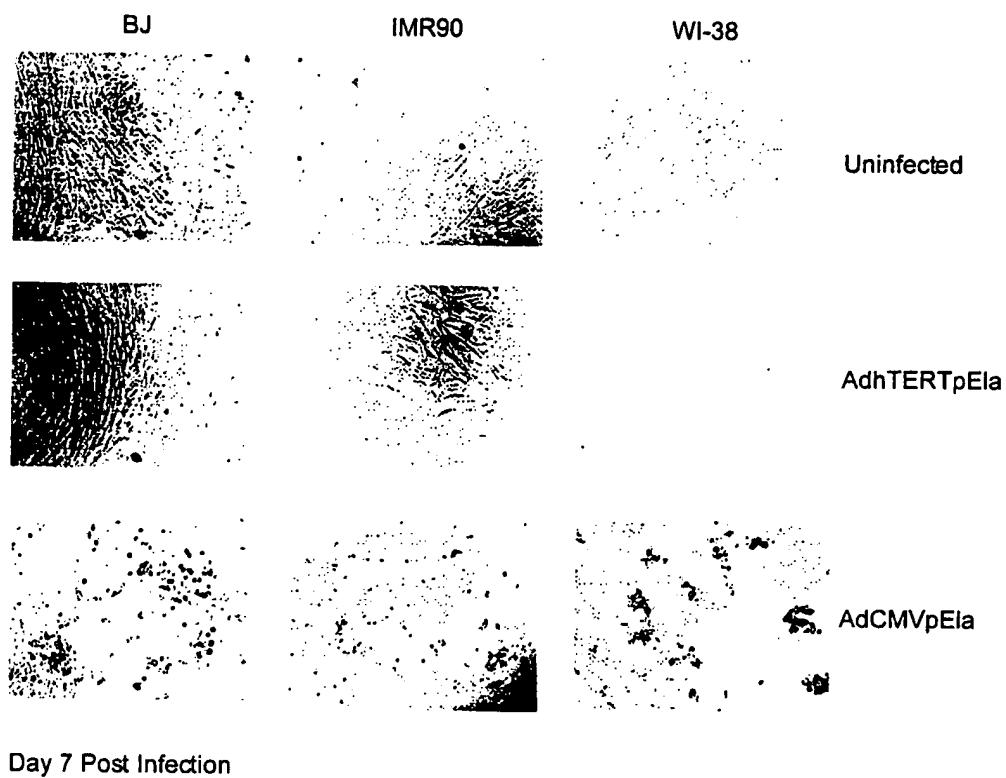 BJ IMR90 WI-38
Uninfected
AdhTERTpEla
AdCMVpEla
Day 7 Post Infection